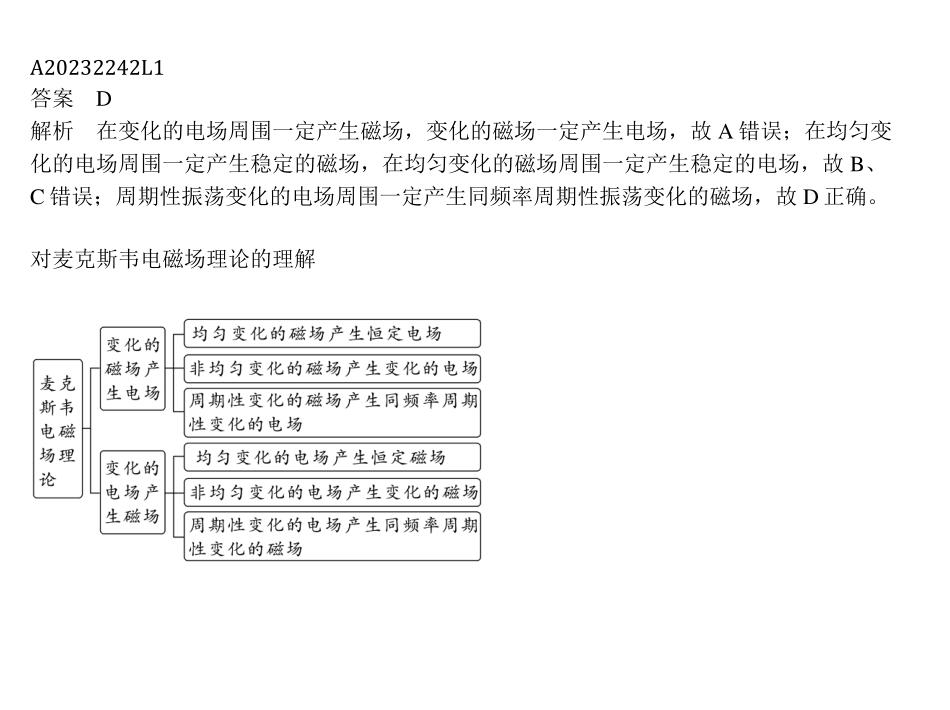 A20232242L1
答案 D
解析 在变化的电场周围一定产生磁场，变化的磁场一定产生电场，故 A 错误；在均匀变
化的电场周围一定产生稳定的磁场，在均匀变化的磁场周围一定产生稳定的电场，故 B、
C 错误；周期性振荡变化的电场周围一定产生同频率周期性振荡变化的磁场，故 D 正确。
对麦克斯韦电磁场理论的理解
麦克
斯韦
电磁
场理
论
变化的
磁场产
生电场
均匀变化的磁场产生恒定电场
非均匀变化的磁场产生变化的电场
周期性变化的磁场产生同频率周期
性变化的电场
变化的
电场产
生磁场
均匀变化的电场产生恒定磁场
非均匀变化的电场产生变化的磁场
周期性变化的电场产生同频率周期
性变化的磁场